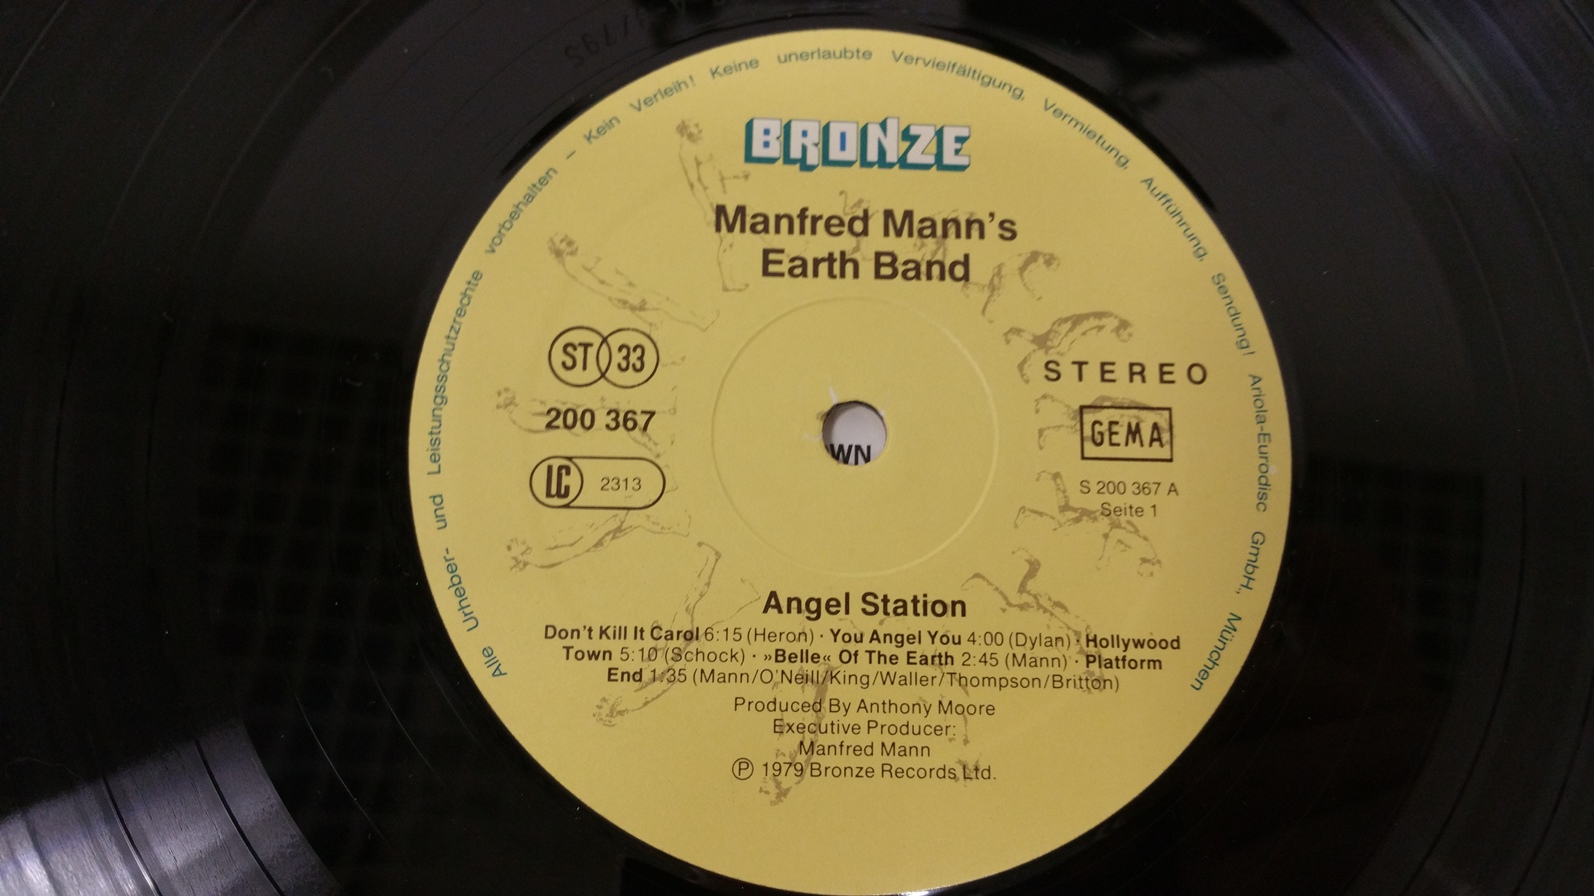 Alle Urheber- und Leistungsschutzrechte vorbehalten – Kein Verleih! Keine unerlaubte Vervielfältigung, Vermietung, Aufführung, Sendung! Ariola-Eurodisc GmbH., München
BRONZE
Manfred Mann's
Earth Band
ST 33
200 367
LC 2313
STEREO
GEMA
S 200 367 A
Seite 1
WN
Angel Station
Don't Kill It Carol 6:15 (Heron) · You Angel You 4:00 (Dylan) · Hollywood
Town 5:10 (Schock) · »Belle« Of The Earth 2:45 (Mann) · Platform
End 1:35 (Mann/O'Neill/King/Waller/Thompson/Britton)
Produced By Anthony Moore
Executive Producer:
Manfred Mann
Ⓟ 1979 Bronze Records Ltd.